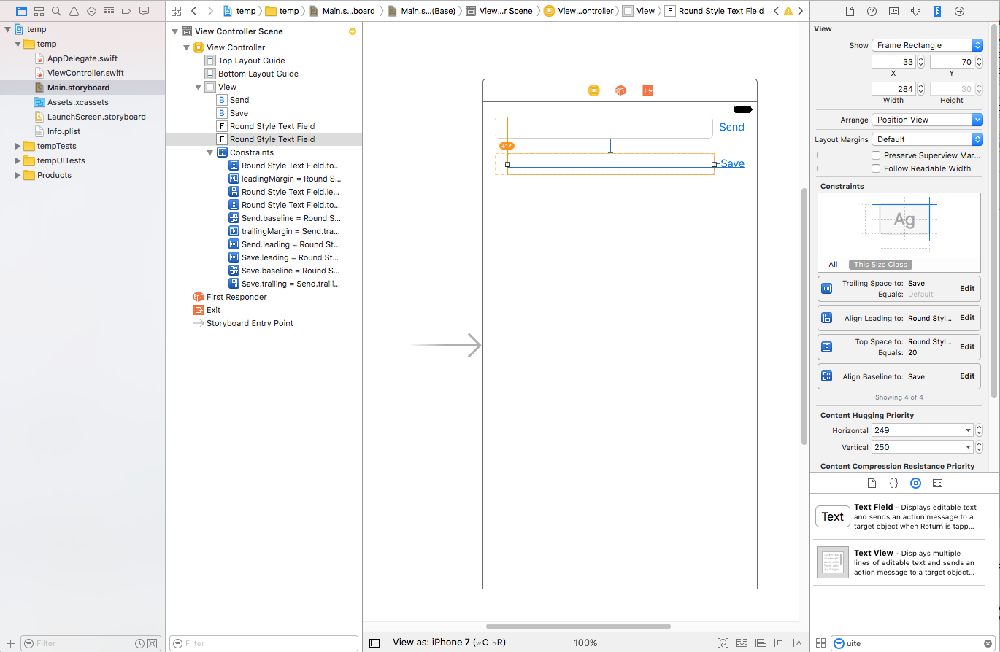 temp
temp
AppDelegate.swift
ViewController.swift
Main.storyboard
Assets.xcassets
LaunchScreen.storyboard
Info.plist
tempTests
tempUITests
Products
Filter
temp
temp
Main.s...board
Main.s...(Base)
View...r Scene
View...ontroller
View
F Round Style Text Field
View Controller Scene
View Controller
Top Layout Guide
Bottom Layout Guide
View
B Send
B Save
F Round Style Text Field
F Round Style Text Field
Constraints
Round Style Text Field.to...
leadingMargin = Round S...
Round Style Text Field.le...
Round Style Text Field.to...
Send.baseline = Round S...
trailingMargin = Send.tra...
Send.leading = Round St...
Save.leading = Round St...
Save.baseline = Round S...
Save.trailing = Send.traili...
First Responder
Exit
Storyboard Entry Point
Filter
Send
+17
Save
View as: iPhone 7 (wC hR)
100%
View
Show Frame Rectangle
33 70
X Y
284 30
Width Height
Arrange Position View
Layout Margins Default
Preserve Superview Mar...
Follow Readable Width
Constraints
Ag
All This Size Class
Trailing Space to: Save
Equals: Default
Edit
Align Leading to: Round Styl... Edit
Top Space to: Round Styl...
Equals: 20
Edit
Align Baseline to: Save Edit
Showing 4 of 4
Content Hugging Priority
Horizontal 249
Vertical 250
Content Compression Resistance Priority
Text
Text Field - Displays editable text
and sends an action message to a
target object when Return is tapp...
Text View - Displays multiple
lines of editable text and sends an
action message to a target object...
uite